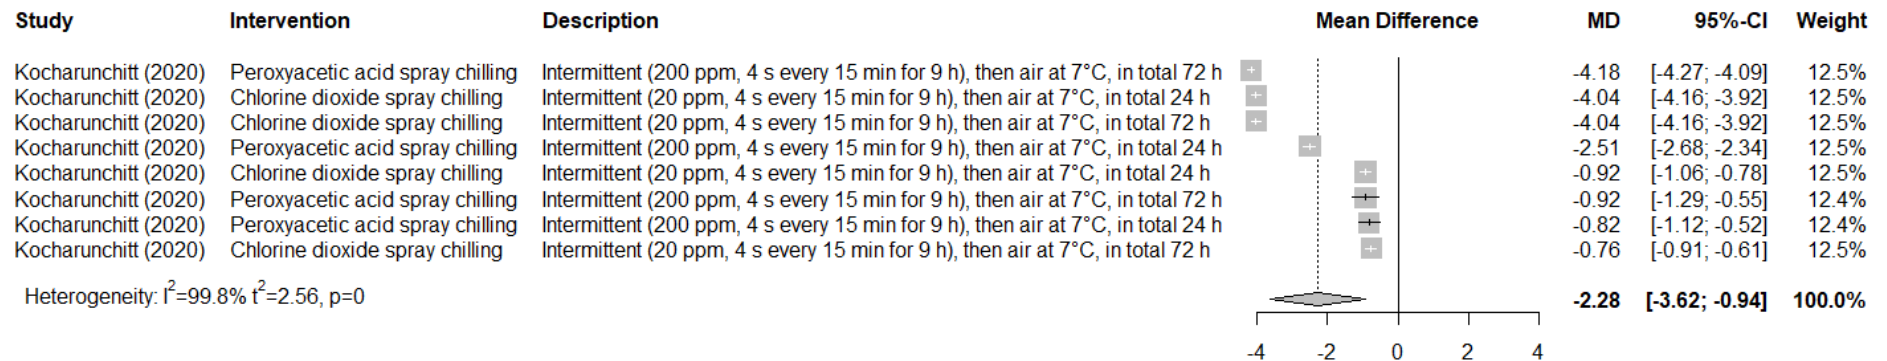 Study Intervention Description Mean Difference MD 95%-CI Weight
Kocharunchitt (2020) Peroxyacetic acid spray chilling Intermittent (200 ppm, 4 s every 15 min for 9 h), then air at 7°C, in total 72 h -4.18 [-4.27; -4.09] 12.5%
Kocharunchitt (2020) Chlorine dioxide spray chilling Intermittent (20 ppm, 4 s every 15 min for 9 h), then air at 7°C, in total 24 h -4.04 [-4.16; -3.92] 12.5%
Kocharunchitt (2020) Chlorine dioxide spray chilling Intermittent (20 ppm, 4 s every 15 min for 9 h), then air at 7°C, in total 72 h -4.04 [-4.16; -3.92] 12.5%
Kocharunchitt (2020) Peroxyacetic acid spray chilling Intermittent (200 ppm, 4 s every 15 min for 9 h), then air at 7°C, in total 24 h -2.51 [-2.68; -2.34] 12.5%
Kocharunchitt (2020) Chlorine dioxide spray chilling Intermittent (20 ppm, 4 s every 15 min for 9 h), then air at 7°C, in total 24 h -0.92 [-1.06; -0.78] 12.5%
Kocharunchitt (2020) Peroxyacetic acid spray chilling Intermittent (200 ppm, 4 s every 15 min for 9 h), then air at 7°C, in total 72 h -0.92 [-1.29; -0.55] 12.4%
Kocharunchitt (2020) Peroxyacetic acid spray chilling Intermittent (200 ppm, 4 s every 15 min for 9 h), then air at 7°C, in total 24 h -0.82 [-1.12; -0.52] 12.4%
Kocharunchitt (2020) Chlorine dioxide spray chilling Intermittent (20 ppm, 4 s every 15 min for 9 h), then air at 7°C, in total 72 h -0.76 [-0.91; -0.61] 12.5%
Heterogeneity: I²=99.8% t²=2.56, p=0 -2.28 [-3.62; -0.94] 100.0%
-4 -2 0 2 4